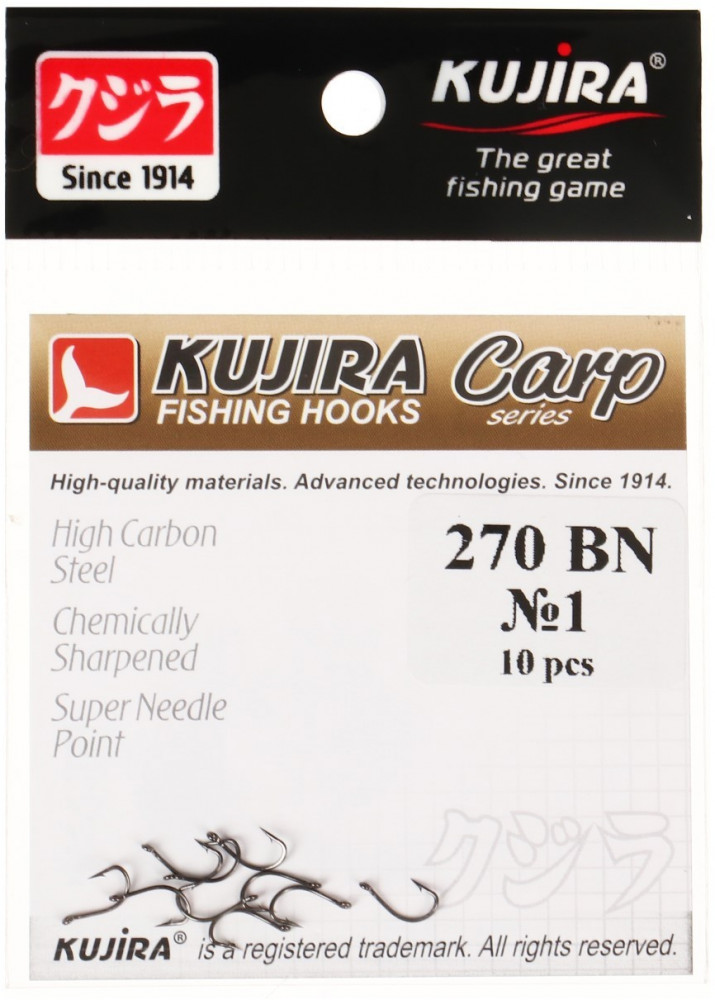 クジラ
Since 1914
KUJIRA®
The great
fishing game
KUJIRA Carp
FISHING HOOKS series
High-quality materials. Advanced technologies. Since 1914.
High Carbon
Steel
Chemically
Sharpened
Super Needle
Point
270 BN
№1
10 pcs
クジラ
KUJIRA® is a registered trademark. All rights reserved.